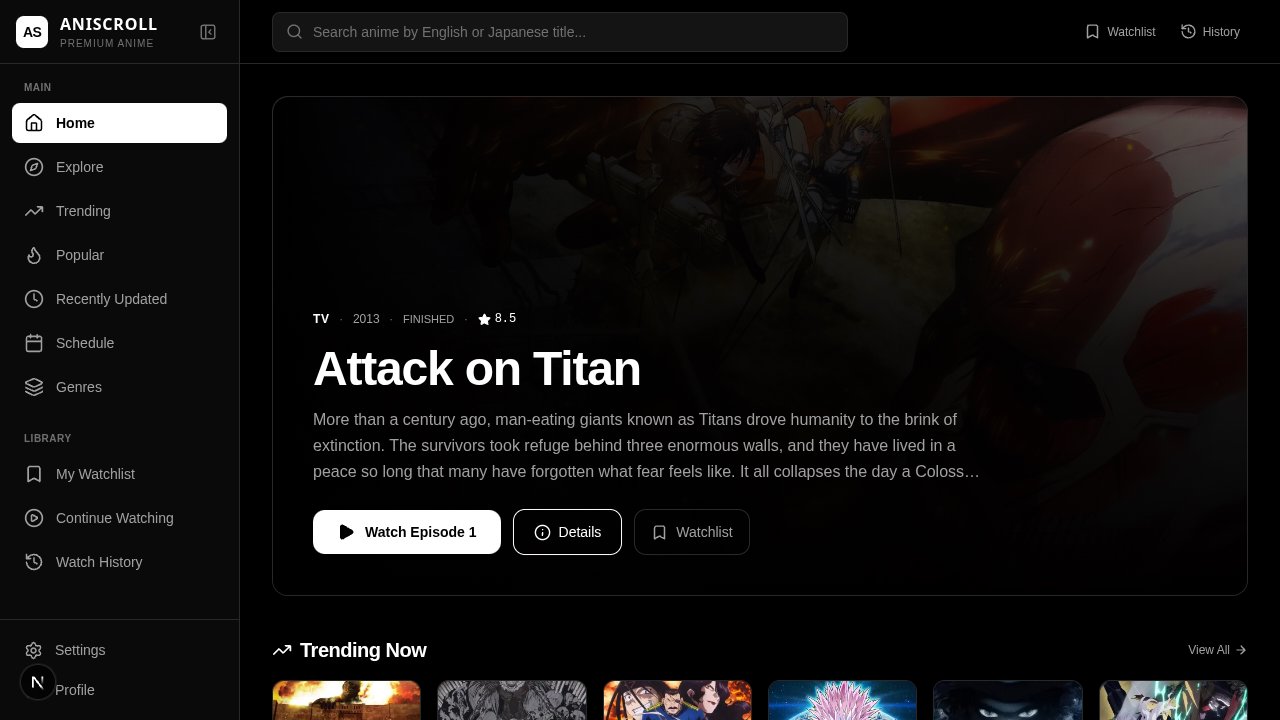 AS
ANISCROLL
PREMIUM ANIME
Search anime by English or Japanese title...
Watchlist
History
MAIN
Home
Explore
Trending
Popular
Recently Updated
Schedule
Genres
LIBRARY
My Watchlist
Continue Watching
Watch History
Settings
N
Profile
TV · 2013 · FINISHED · 8.5
Attack on Titan
More than a century ago, man-eating giants known as Titans drove humanity to the brink of
extinction. The survivors took refuge behind three enormous walls, and they have lived in a
peace so long that many have forgotten what fear feels like. It all collapses the day a Coloss…
Watch Episode 1
Details
Watchlist
Trending Now
View All